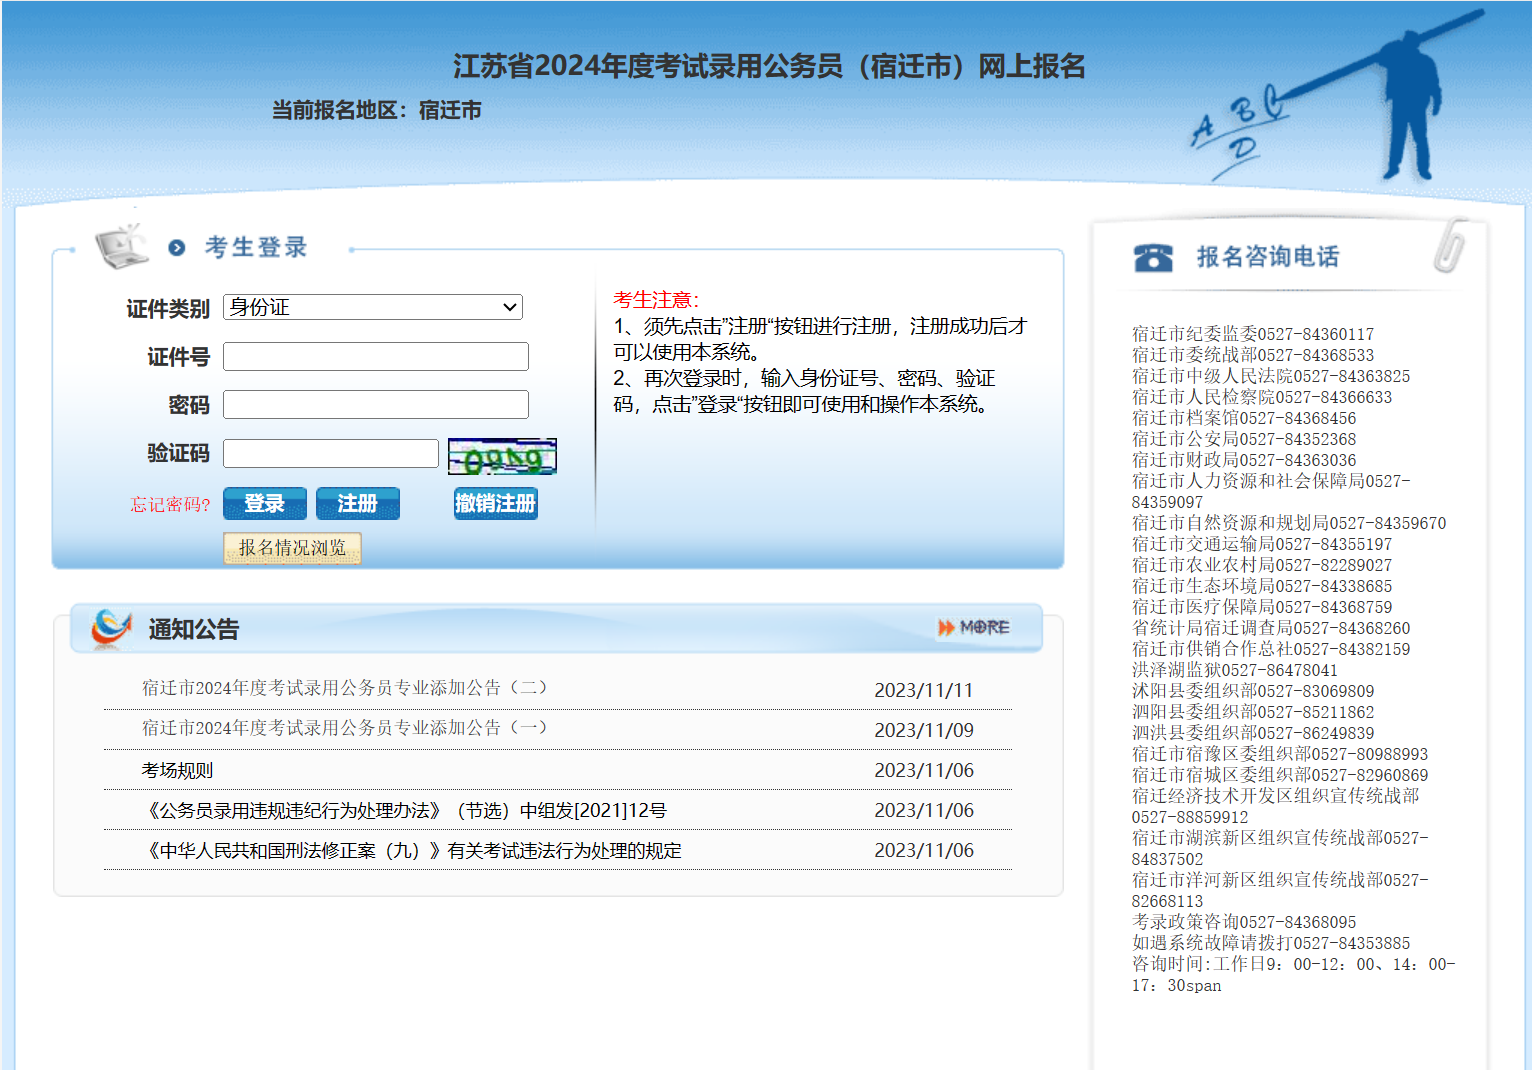 江苏省2024年度考试录用公务员（宿迁市）网上报名
当前报名地区：宿迁市
A B C
D
考生登录
证件类别 身份证
证件号
密码
验证码
忘记密码? 登录 注册 撤销注册
报名情况浏览
考生注意：
1、须先点击”注册“按钮进行注册，注册成功后才
可以使用本系统。
2、再次登录时，输入身份证号、密码、验证
码，点击”登录“按钮即可使用和操作本系统。
通知公告 MORE
宿迁市2024年度考试录用公务员专业添加公告（二） 2023/11/11
宿迁市2024年度考试录用公务员专业添加公告（一） 2023/11/09
考场规则 2023/11/06
《公务员录用违规违纪行为处理办法》（节选）中组发[2021]12号 2023/11/06
《中华人民共和国刑法修正案（九）》有关考试违法行为处理的规定 2023/11/06
报名咨询电话
宿迁市纪委监委0527-84360117
宿迁市委统战部0527-84368533
宿迁市中级人民法院0527-84363825
宿迁市人民检察院0527-84366633
宿迁市档案馆0527-84368456
宿迁市公安局0527-84352368
宿迁市财政局0527-84363036
宿迁市人力资源和社会保障局0527-
84359097
宿迁市自然资源和规划局0527-84359670
宿迁市交通运输局0527-84355197
宿迁市农业农村局0527-82289027
宿迁市生态环境局0527-84338685
宿迁市医疗保障局0527-84368759
省统计局宿迁调查局0527-84368260
宿迁市供销合作总社0527-84382159
洪泽湖监狱0527-86478041
沭阳县委组织部0527-83069809
泗阳县委组织部0527-85211862
泗洪县委组织部0527-86249839
宿迁市宿豫区委组织部0527-80988993
宿迁市宿城区委组织部0527-82960869
宿迁经济技术开发区组织宣传统战部
0527-88859912
宿迁市湖滨新区组织宣传统战部0527-
84837502
宿迁市洋河新区组织宣传统战部0527-
82668113
考录政策咨询0527-84368095
如遇系统故障请拨打0527-84353885
咨询时间:工作日9：00-12：00、14：00-
17：30span